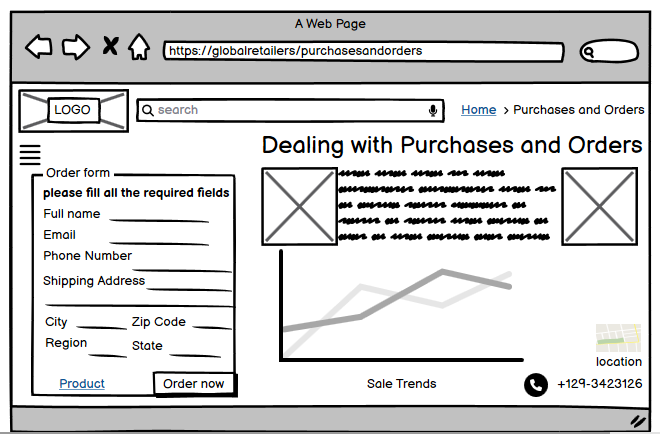 A Web Page
https://globalretailers/purchasesandorders
LOGO
search
Home > Purchases and Orders
Dealing with Purchases and Orders
Order form
please fill all the required fields
Full name
Email
Phone Number
Shipping Address
City Zip Code
Region State
Product Order now
Sale Trends
location
+129-3423126